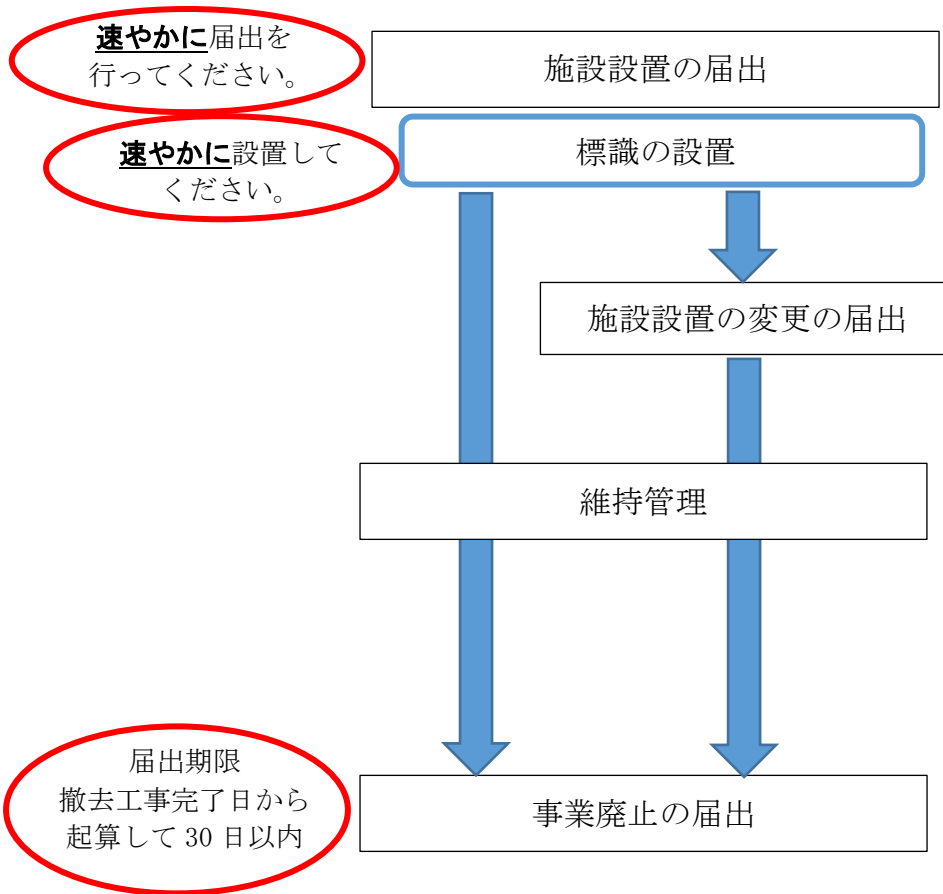 速やかに届出を
行ってください。
施設設置の届出
速やかに設置して
ください。
標識の設置
施設設置の変更の届出
維持管理
届出期限
撤去工事完了日から
起算して 30 日以内
事業廃止の届出